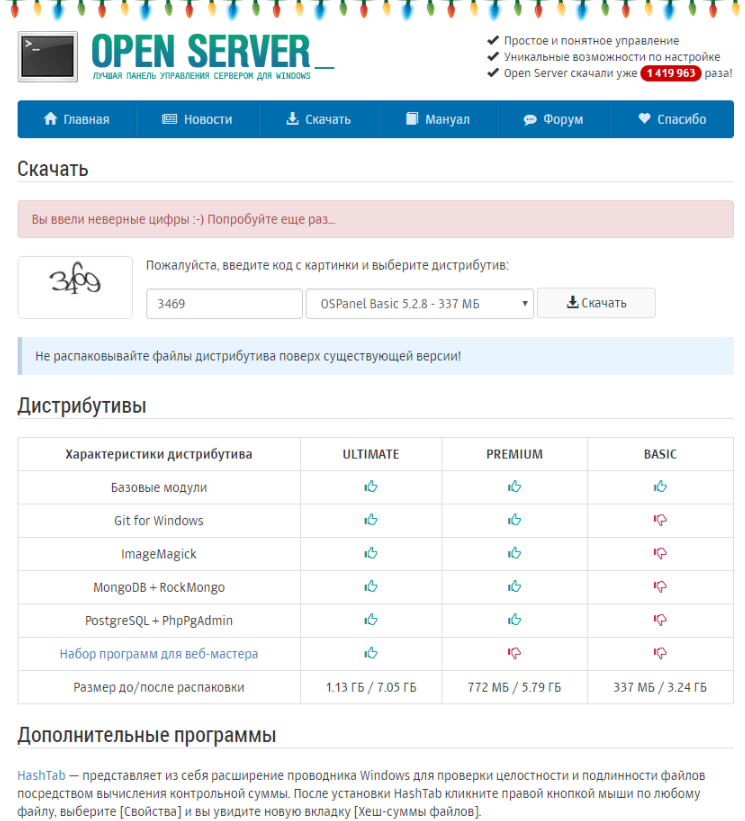 >_
OPEN SERVER_
ЛУЧШАЯ ПАНЕЛЬ УПРАВЛЕНИЯ СЕРВЕРОМ ДЛЯ WINDOWS
Простое и понятное управление
Уникальные возможности по настройке
Open Server скачали уже 1 419 963 раза!
Главная Новости Скачать Мануал Форум Спасибо
Скачать
Вы ввели неверные цифры :-) Попробуйте еще раз...
Пожалуйста, введите код с картинки и выберите дистрибутив:
3469
3469 OSPanel Basic 5.2.8 - 337 МБ Скачать
Не распаковывайте файлы дистрибутива поверх существующей версии!
Дистрибутивы
Характеристики дистрибутива ULTIMATE PREMIUM BASIC
Базовые модули
Git for Windows
ImageMagick
MongoDB + RockMongo
PostgreSQL + PhpPgAdmin
Набор программ для веб-мастера
Размер до/после распаковки 1.13 ГБ / 7.05 ГБ 772 МБ / 5.79 ГБ 337 МБ / 3.24 ГБ
Дополнительные программы
HashTab — представляет из себя расширение проводника Windows для проверки целостности и подлинности файлов
посредством вычисления контрольной суммы. После установки HashTab кликните правой кнопкой мыши по любому
файлу, выберите [Свойства] и вы увидите новую вкладку [Хеш-суммы файлов].